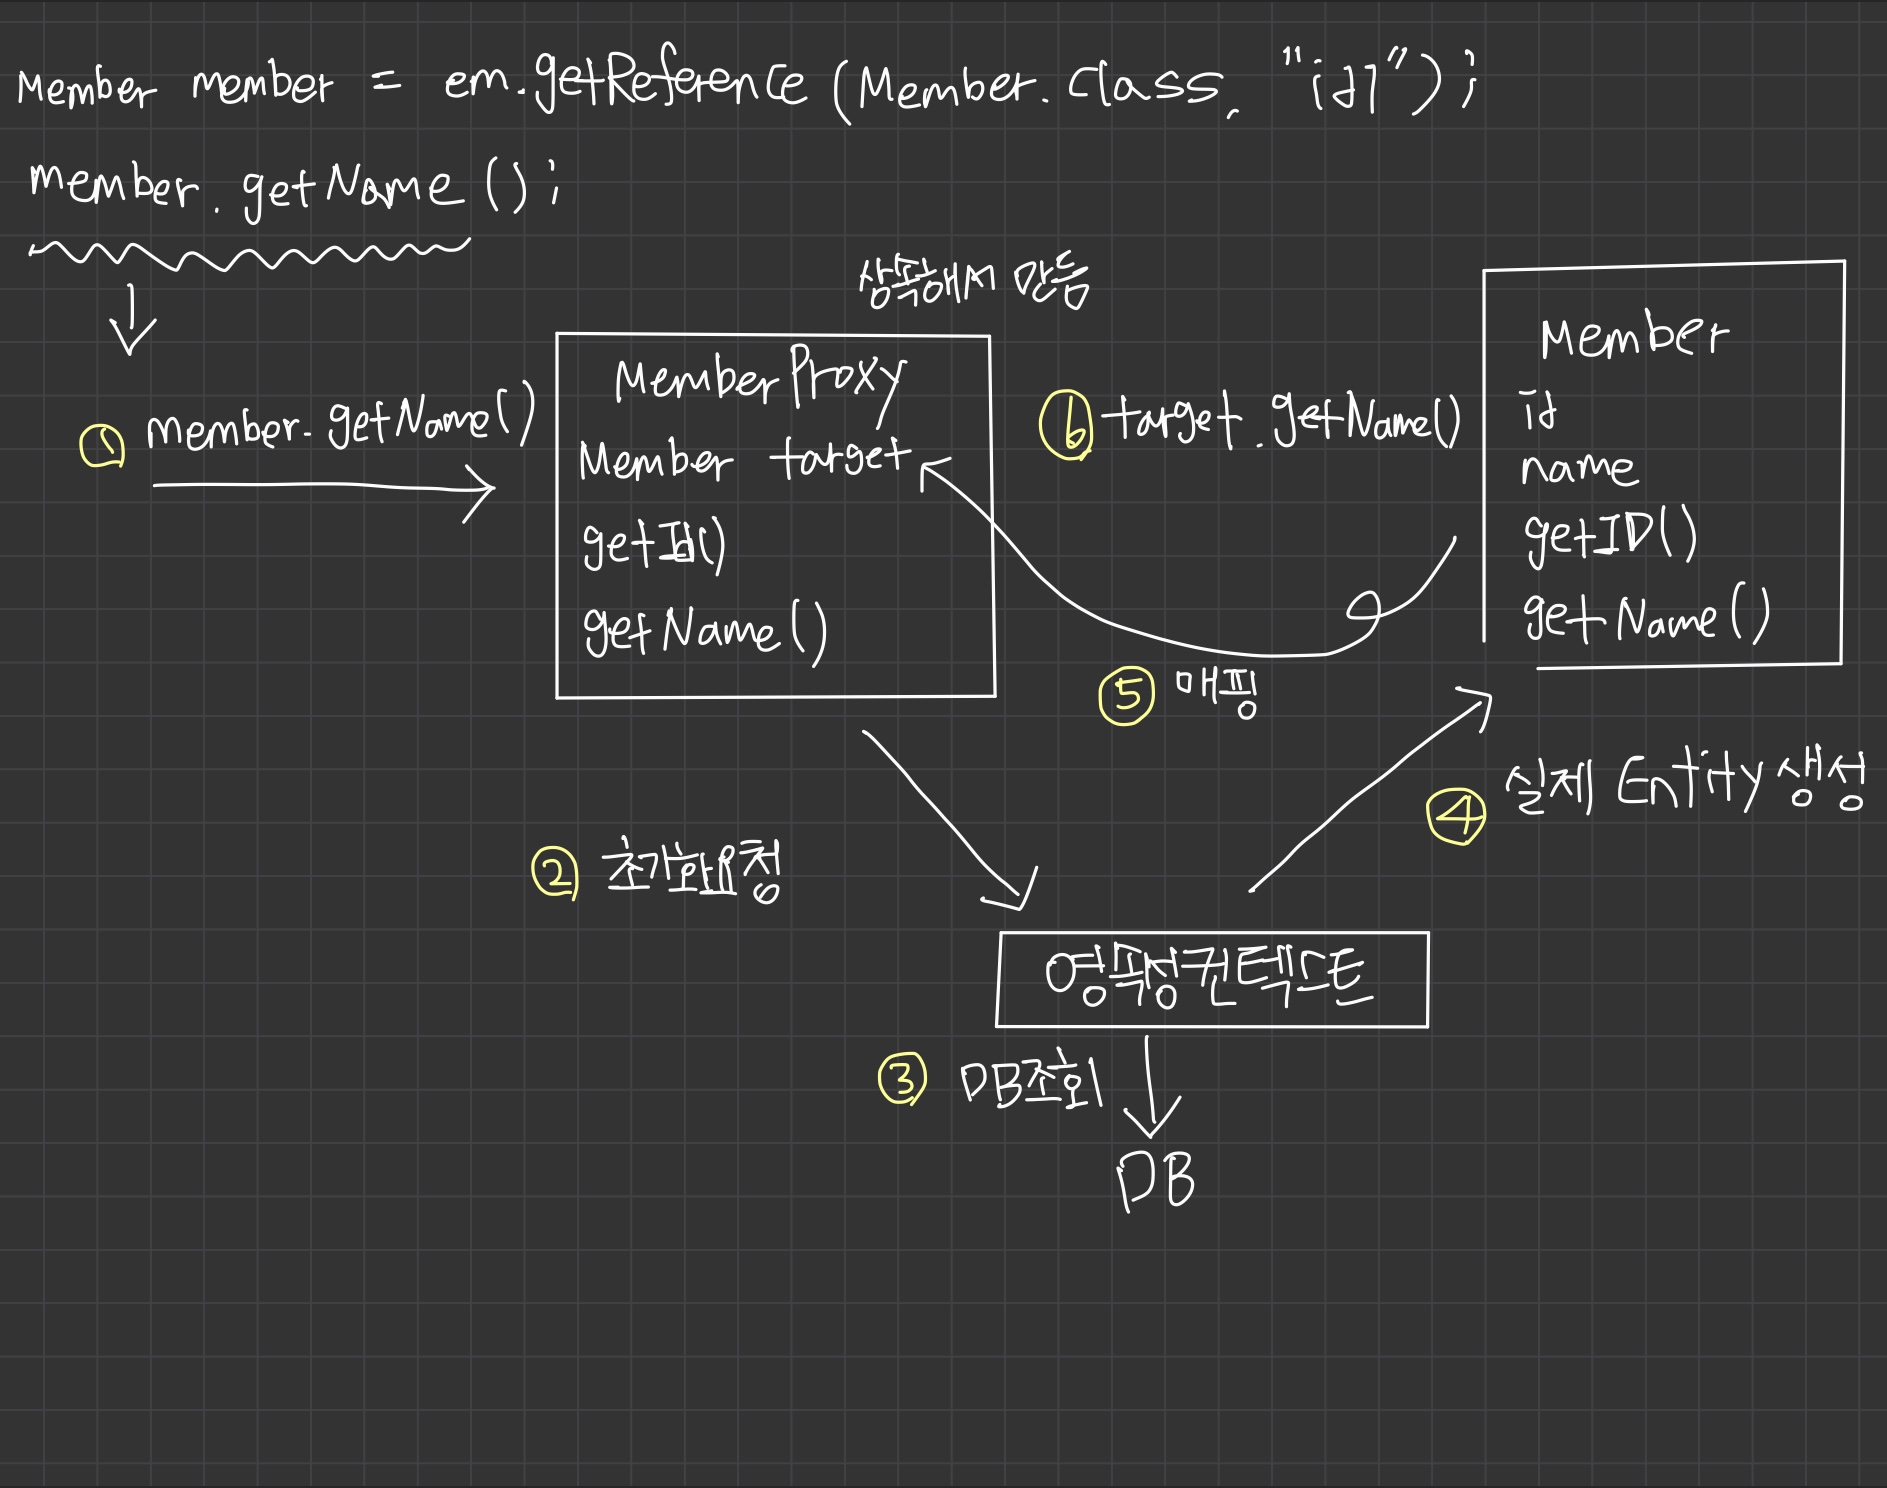 Member member = em.getReference (Member.class, "id1");
member.getName();
상속해서 만듬
① member.getName()
MemberProxy
Member target
getId()
getName()
⑥ target.getName()
Member
id
name
getID()
getName()
⑤ 매핑
④ 실제 Entity 생성
② 초기화요청
영속성컨텍스트
③ DB조회
DB